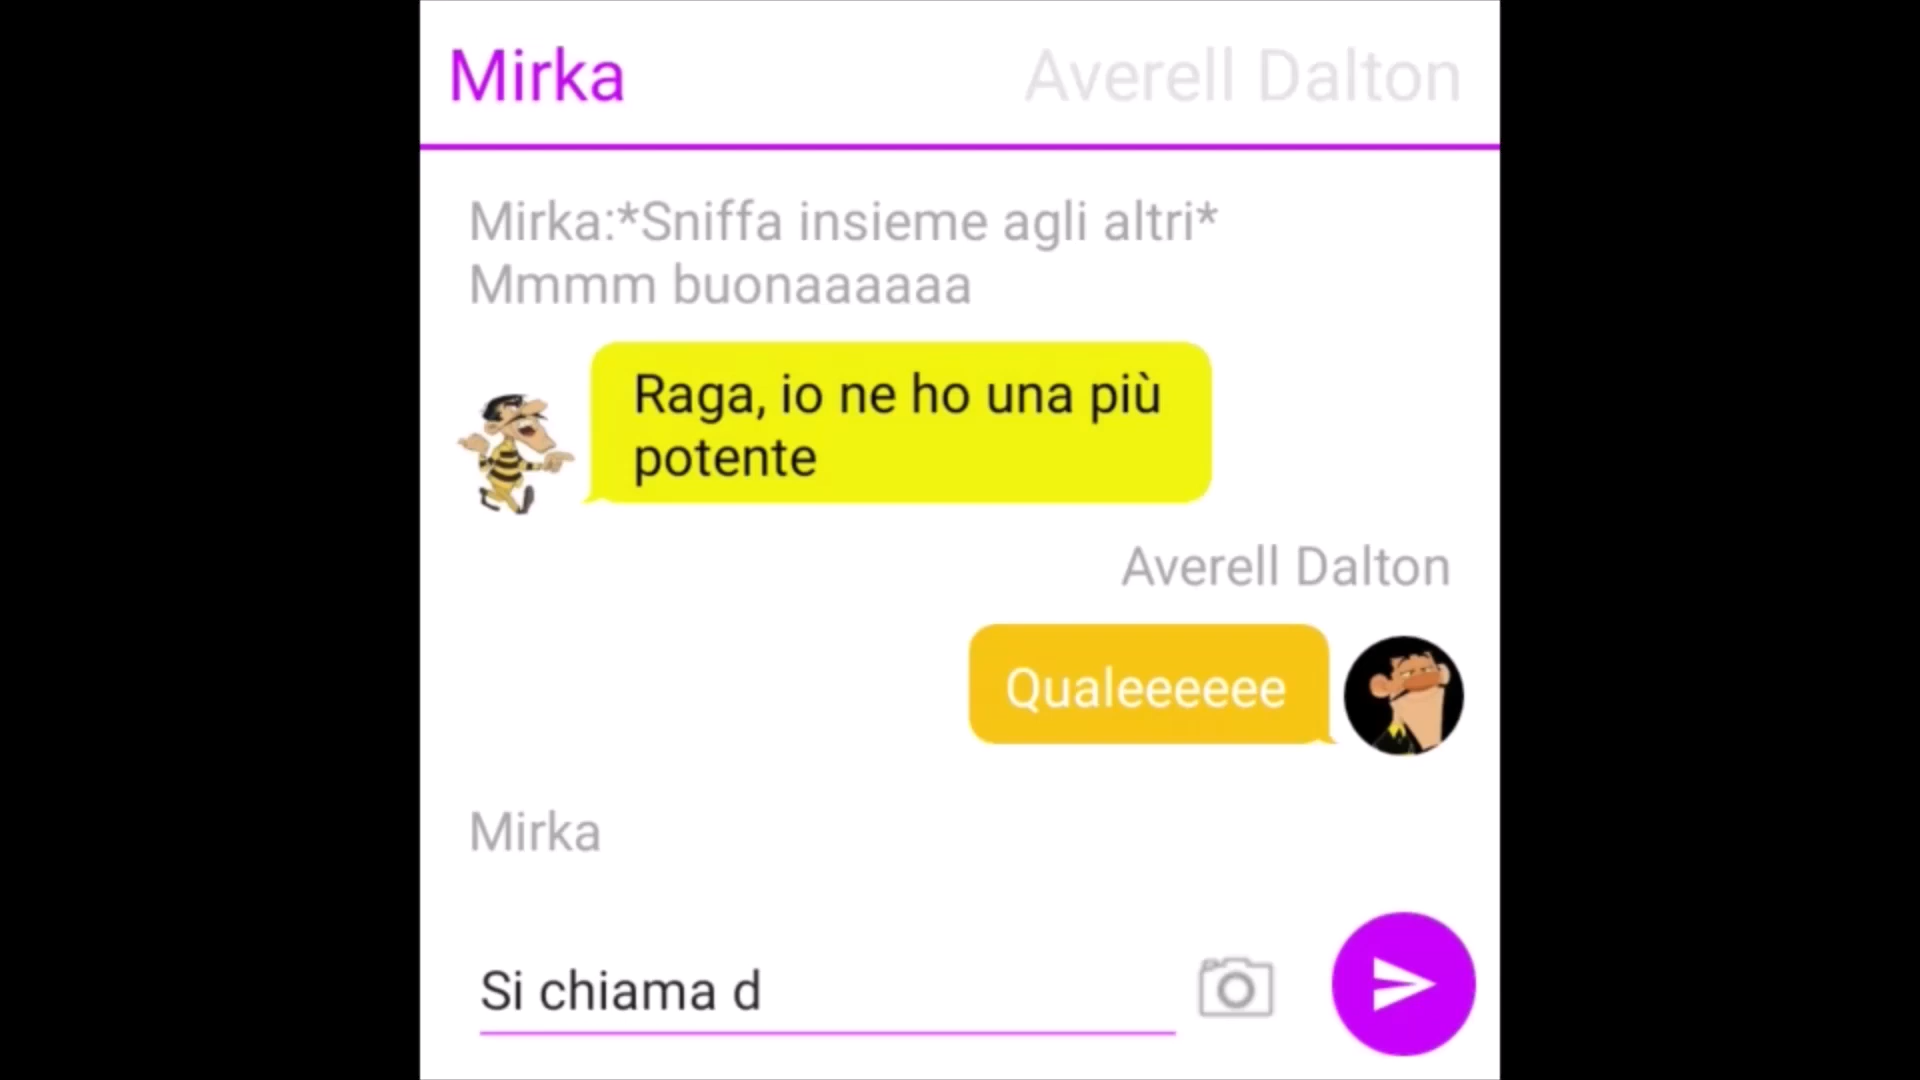 Mirka
Averell Dalton
Mirka:*Sniffa insieme agli altri*
Mmmm buonaaaaaa
Raga, io ne ho una più
potente
Averell Dalton
Qualeeeeee
Mirka
Si chiama d